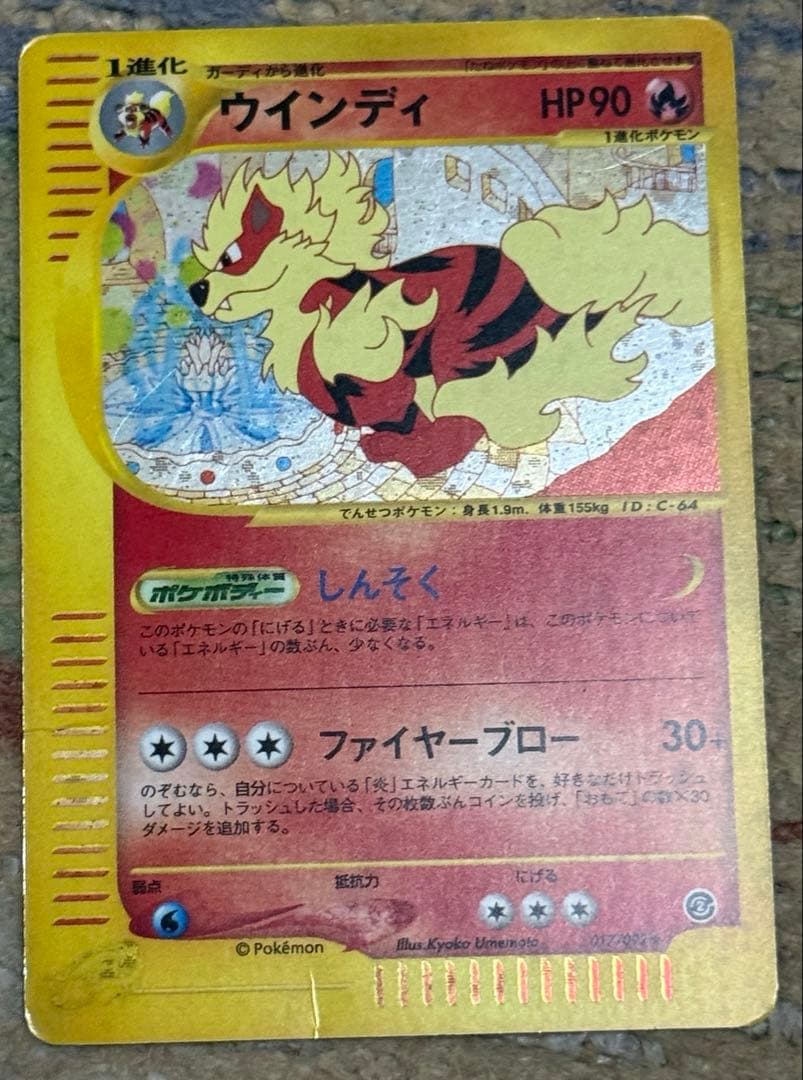 1進化 ガーディから進化
ウインディ HP90
1進化ポケモン
でんせつポケモン：身長1.9m. 体重155kg ID：C-64
特殊体質
ポケボディー しんそく
このポケモンの「にげる」ときに必要な「エネルギー」は、このポケモンについて
いる「エネルギー」の数ぶん、少なくなる。
ファイヤーブロー 30+
のぞむなら、自分についている「炎」エネルギーカードを、好きなだけトラッシュ
してよい。トラッシュした場合、その枚数ぶんコインを投げ、「おもて」の数×30
ダメージを追加する。
弱点 抵抗力 にげる
© Pokémon Illus.Kyoko Umemoto